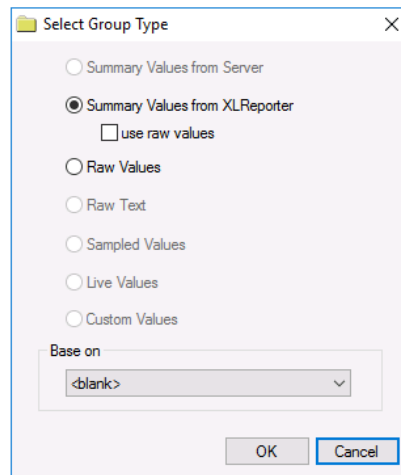 Select Group Type
Summary Values from Server
Summary Values from XLReporter
use raw values
Raw Values
Raw Text
Sampled Values
Live Values
Custom Values
Base on
<blank>
OK Cancel